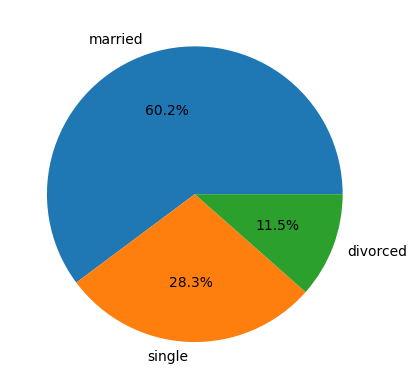 married
60.2%
11.5%
divorced
28.3%
single